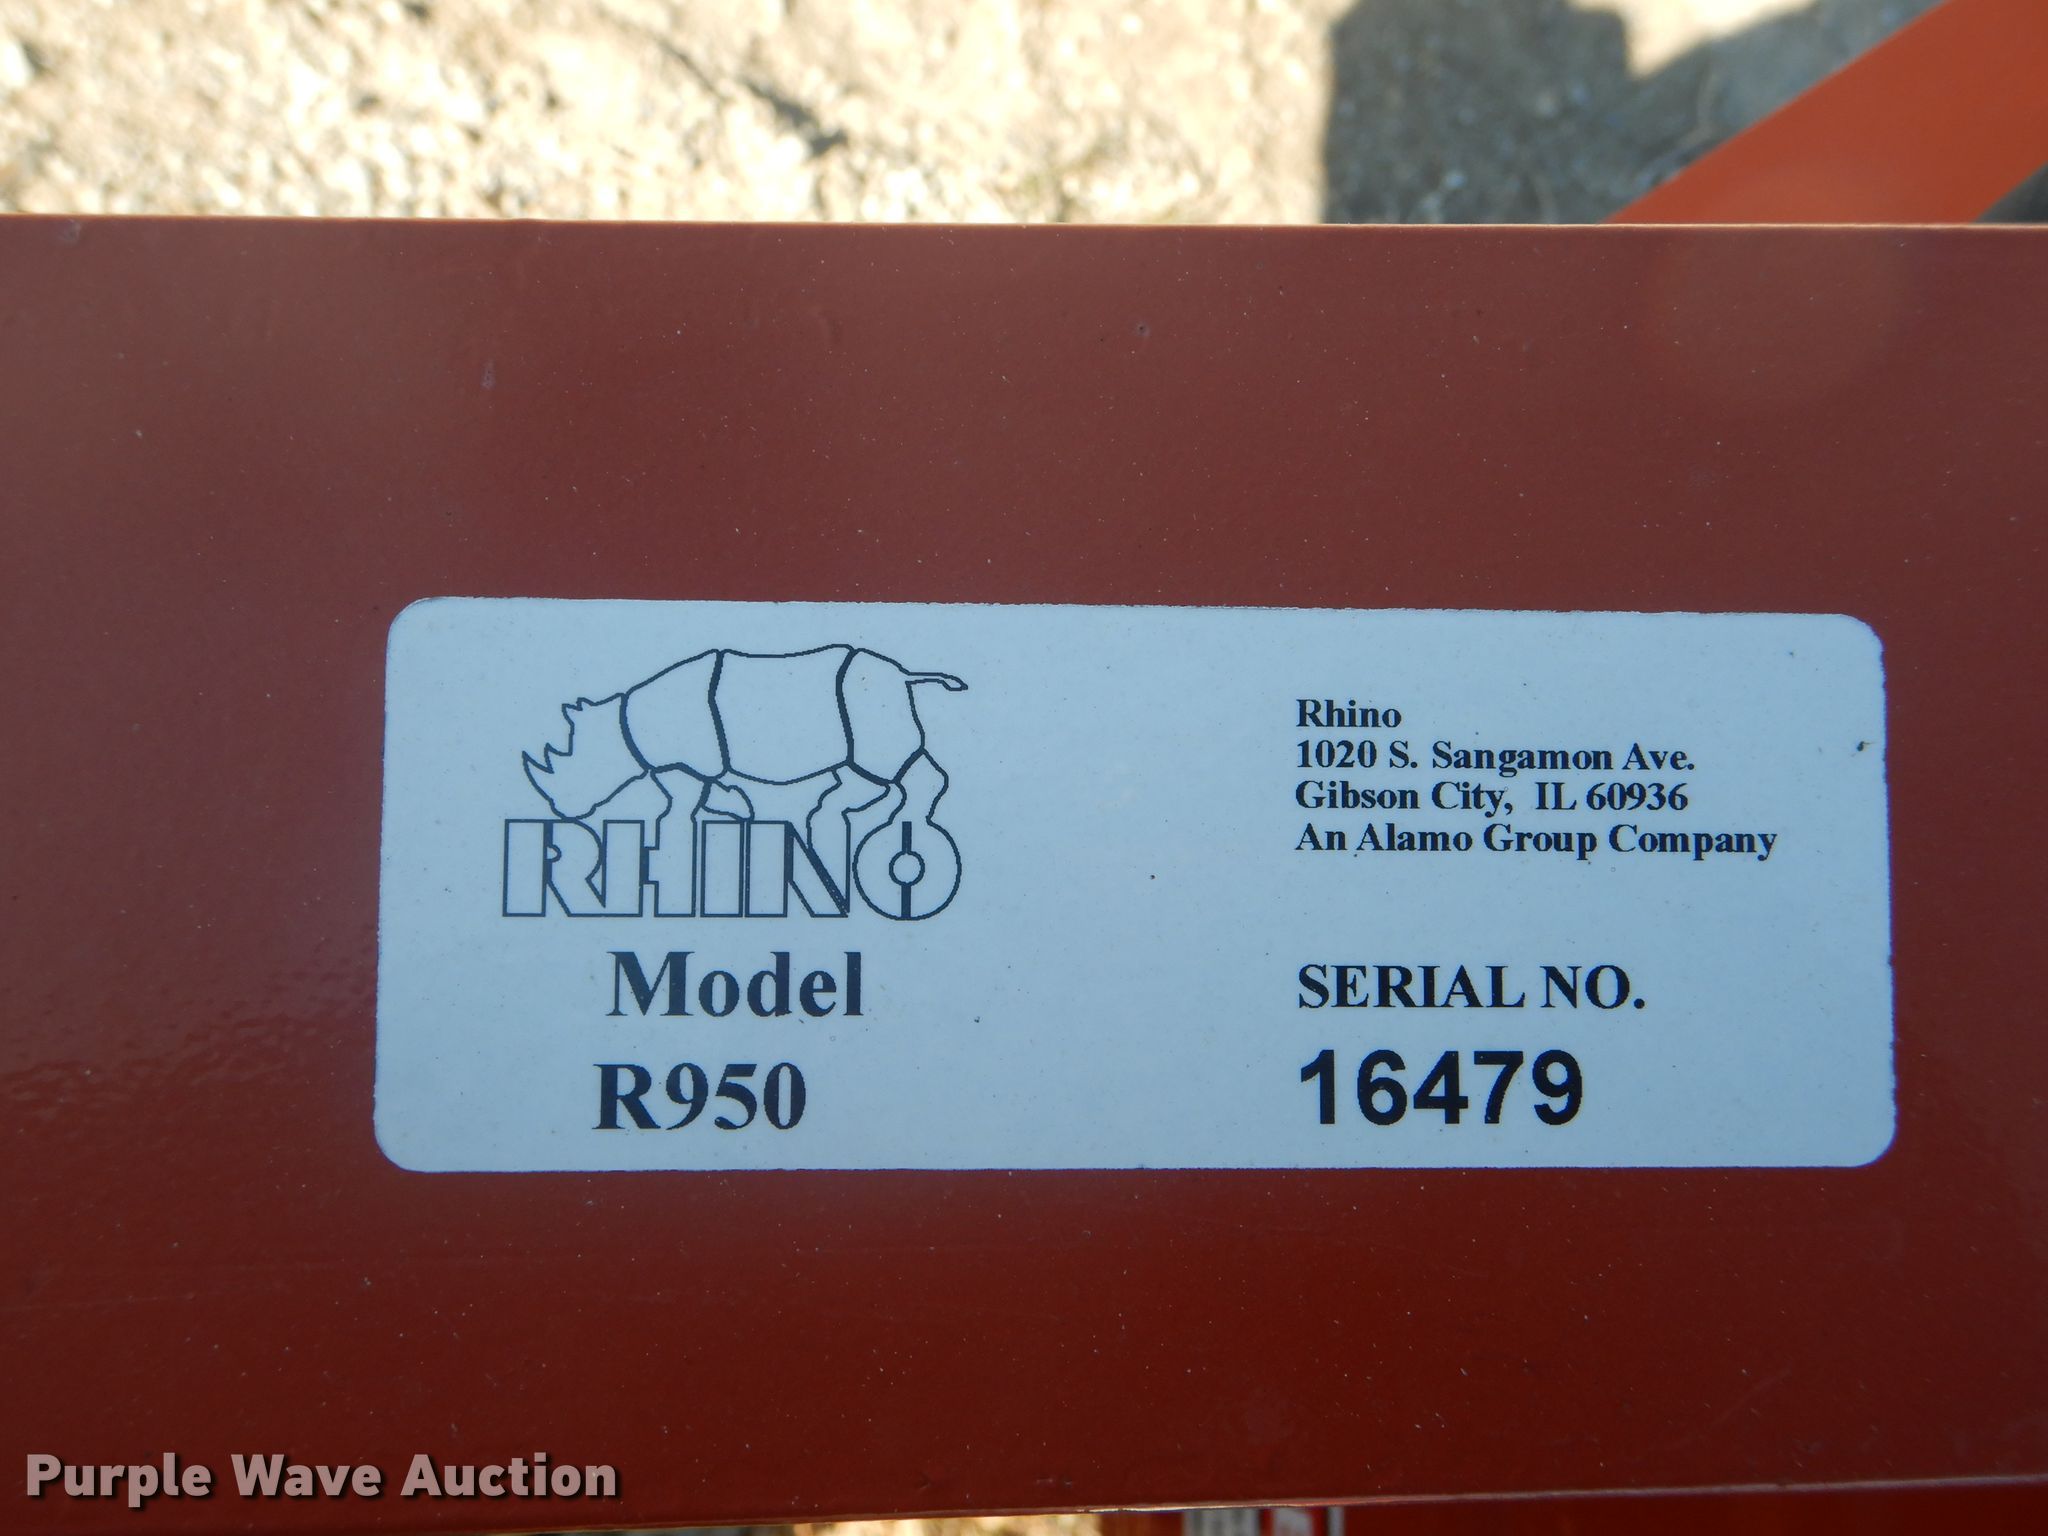 RHINO
Model
R950
Rhino
1020 S. Sangamon Ave.
Gibson City, IL 60936
An Alamo Group Company
SERIAL NO.
16479
Purple Wave Auction